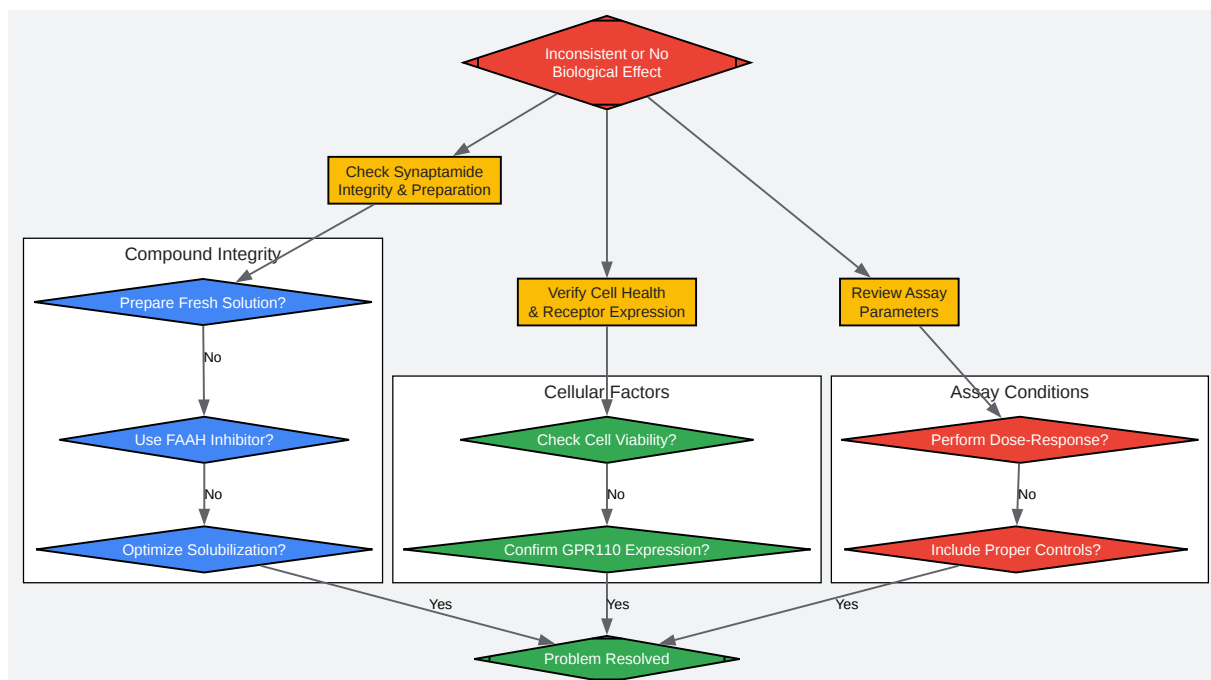 Inconsistent or No
Biological Effect
Check Synaptamide
Integrity & Preparation
Compound Integrity
Prepare Fresh Solution?
Verify Cell Health
& Receptor Expression
Review Assay
Parameters
No
Cellular Factors
Assay Conditions
Use FAAH Inhibitor?
Check Cell Viability?
Perform Dose-Response?
No
No
No
Optimize Solubilization?
Confirm GPR110 Expression?
Include Proper Controls?
Yes
Yes
Yes
Problem Resolved